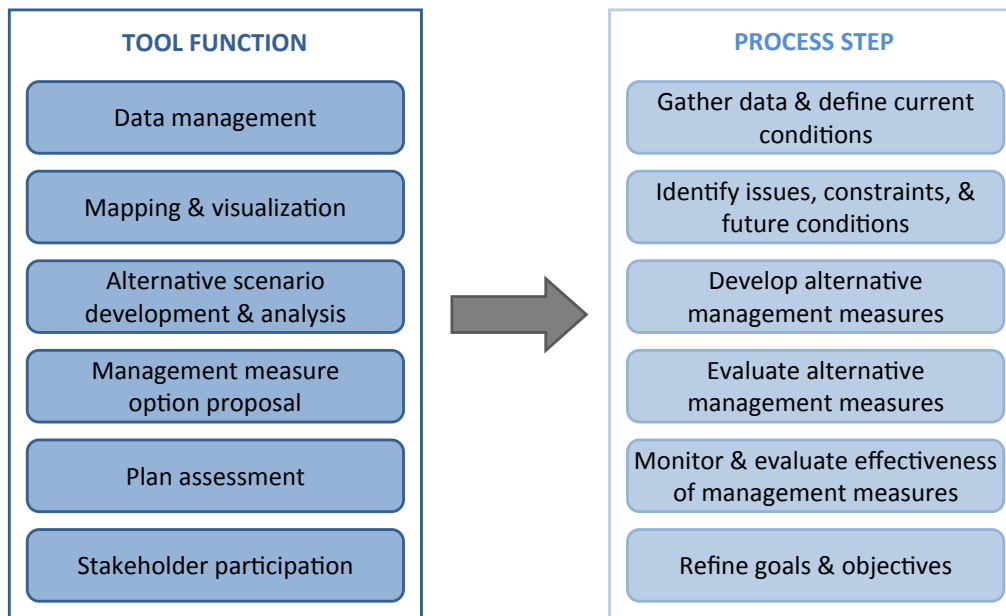 TOOL FUNCTION
Data management
Mapping & visualization
Alternative scenario
development & analysis
Management measure
option proposal
Plan assessment
Stakeholder participation
PROCESS STEP
Gather data & define current
conditions
Identify issues, constraints, &
future conditions
Develop alternative
management measures
Evaluate alternative
management measures
Monitor & evaluate effectiveness
of management measures
Refine goals & objectives